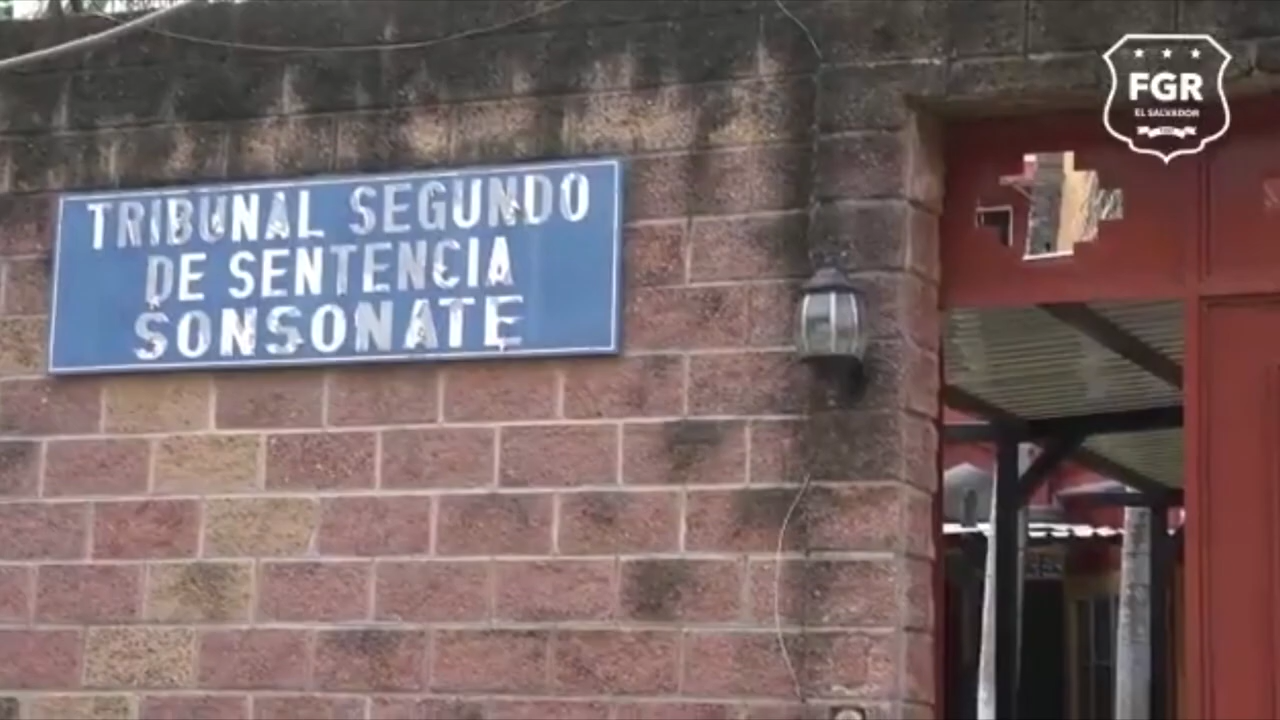 TRIBUNAL SEGUNDO
DE SENTENCIA
SONSONATE
FGR
EL SALVADOR